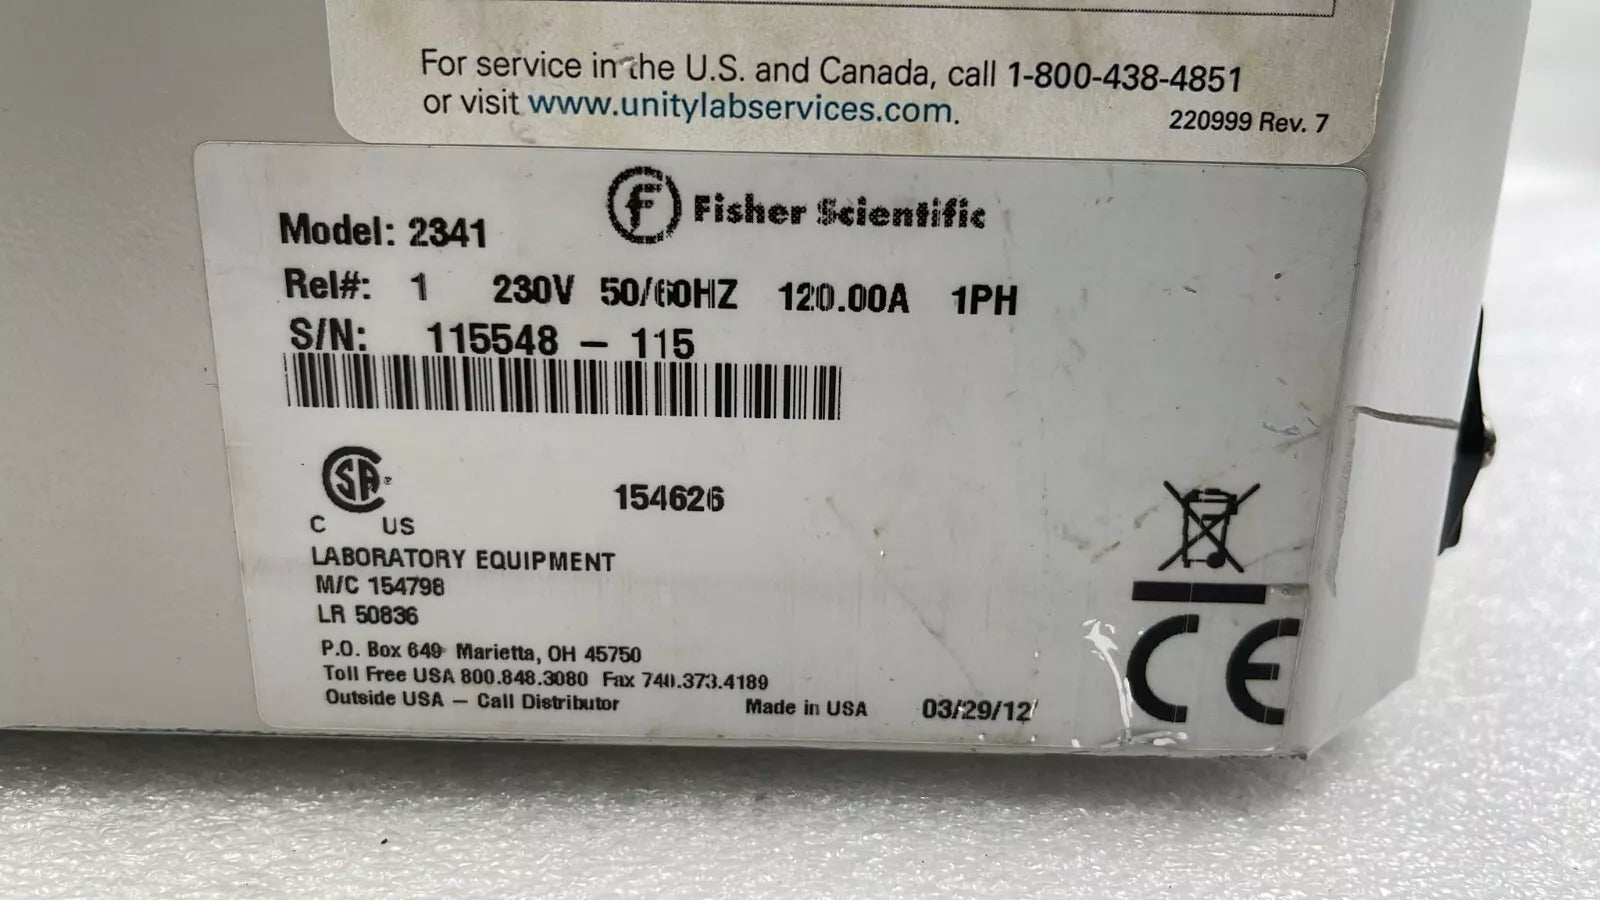 For service in the U.S. and Canada, call 1-800-438-4851
or visit www.unitylabservices.com.
220999 Rev. 7
Fisher Scientific
Model: 2341
Rel#: 1 230V 50/60HZ 120.00A 1PH
S/N: 115548 – 115
154626
C US
LABORATORY EQUIPMENT
M/C 154798
LR 50836
P.O. Box 649 Marietta, OH 45750
Toll Free USA 800.848.3080 Fax 740.373.4189
Outside USA – Call Distributor
Made in USA 03/29/12
CE